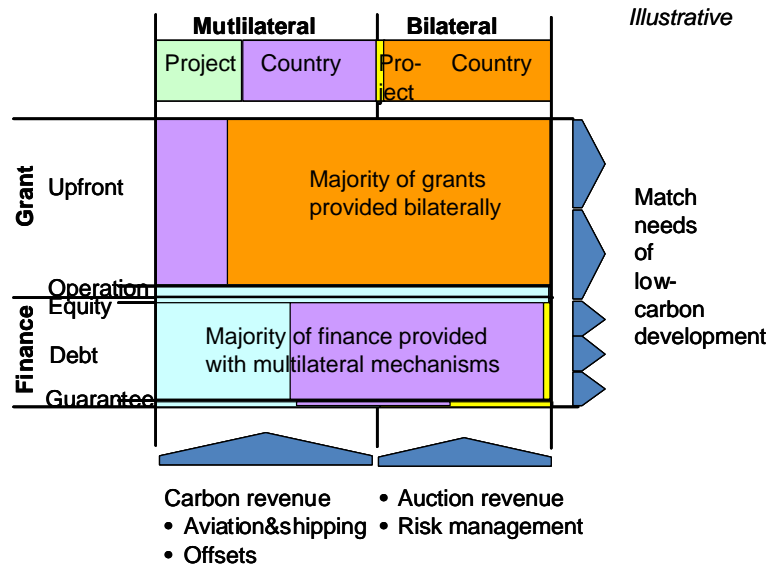 Illustrative
Mutlilateral
Bilateral
Project
Country
Pro-
ject
Country
Grant
Upfront
Majority of grants
provided bilaterally
Operation
Finance
Equity
Debt
Majority of finance provided
with multilateral mechanisms
Guarantee
Match
needs
of
low-
carbon
development
Carbon revenue
• Aviation&shipping
• Offsets
• Auction revenue
• Risk management